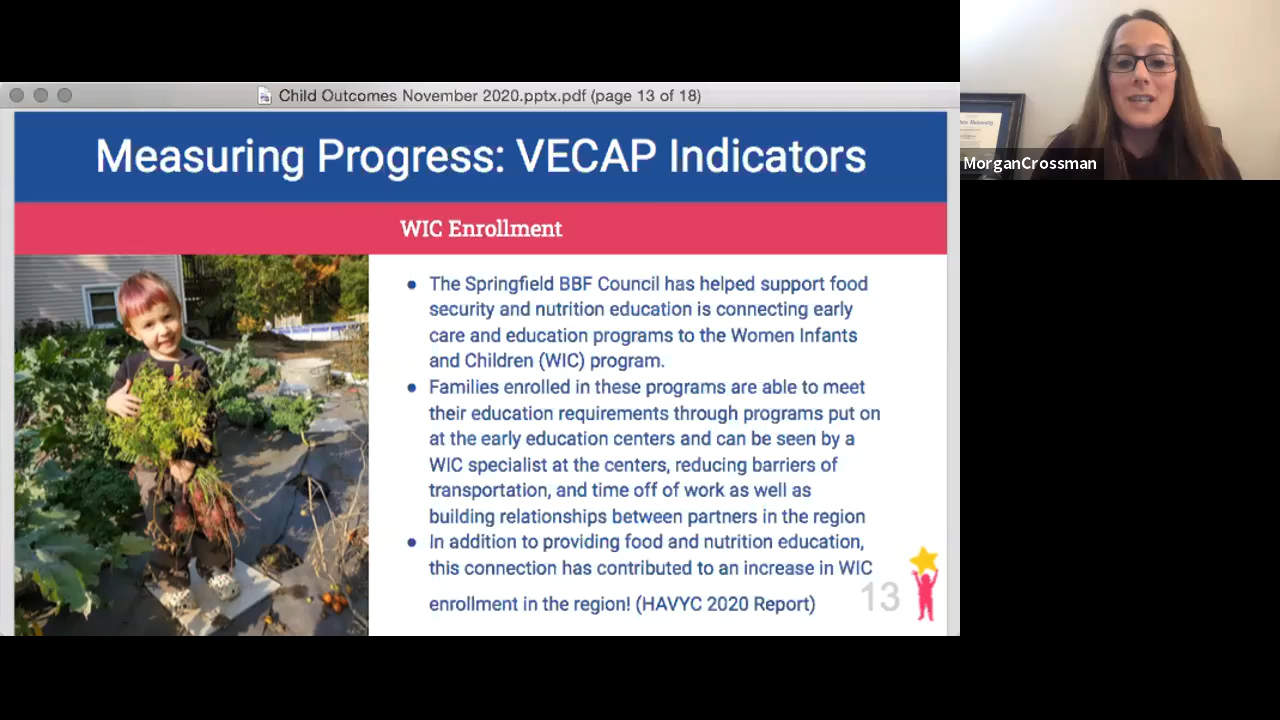 Child Outcomes November 2020.pptx.pdf (page 13 of 18)
Measuring Progress: VECAP Indicators
WIC Enrollment
• The Springfield BBF Council has helped support food
security and nutrition education is connecting early
care and education programs to the Women Infants
and Children (WIC) program.
• Families enrolled in these programs are able to meet
their education requirements through programs put on
at the early education centers and can be seen by a
WIC specialist at the centers, reducing barriers of
transportation, and time off of work as well as
building relationships between partners in the region
• In addition to providing food and nutrition education,
this connection has contributed to an increase in WIC
enrollment in the region! (HAVYC 2020 Report)
13
MorganCrossman